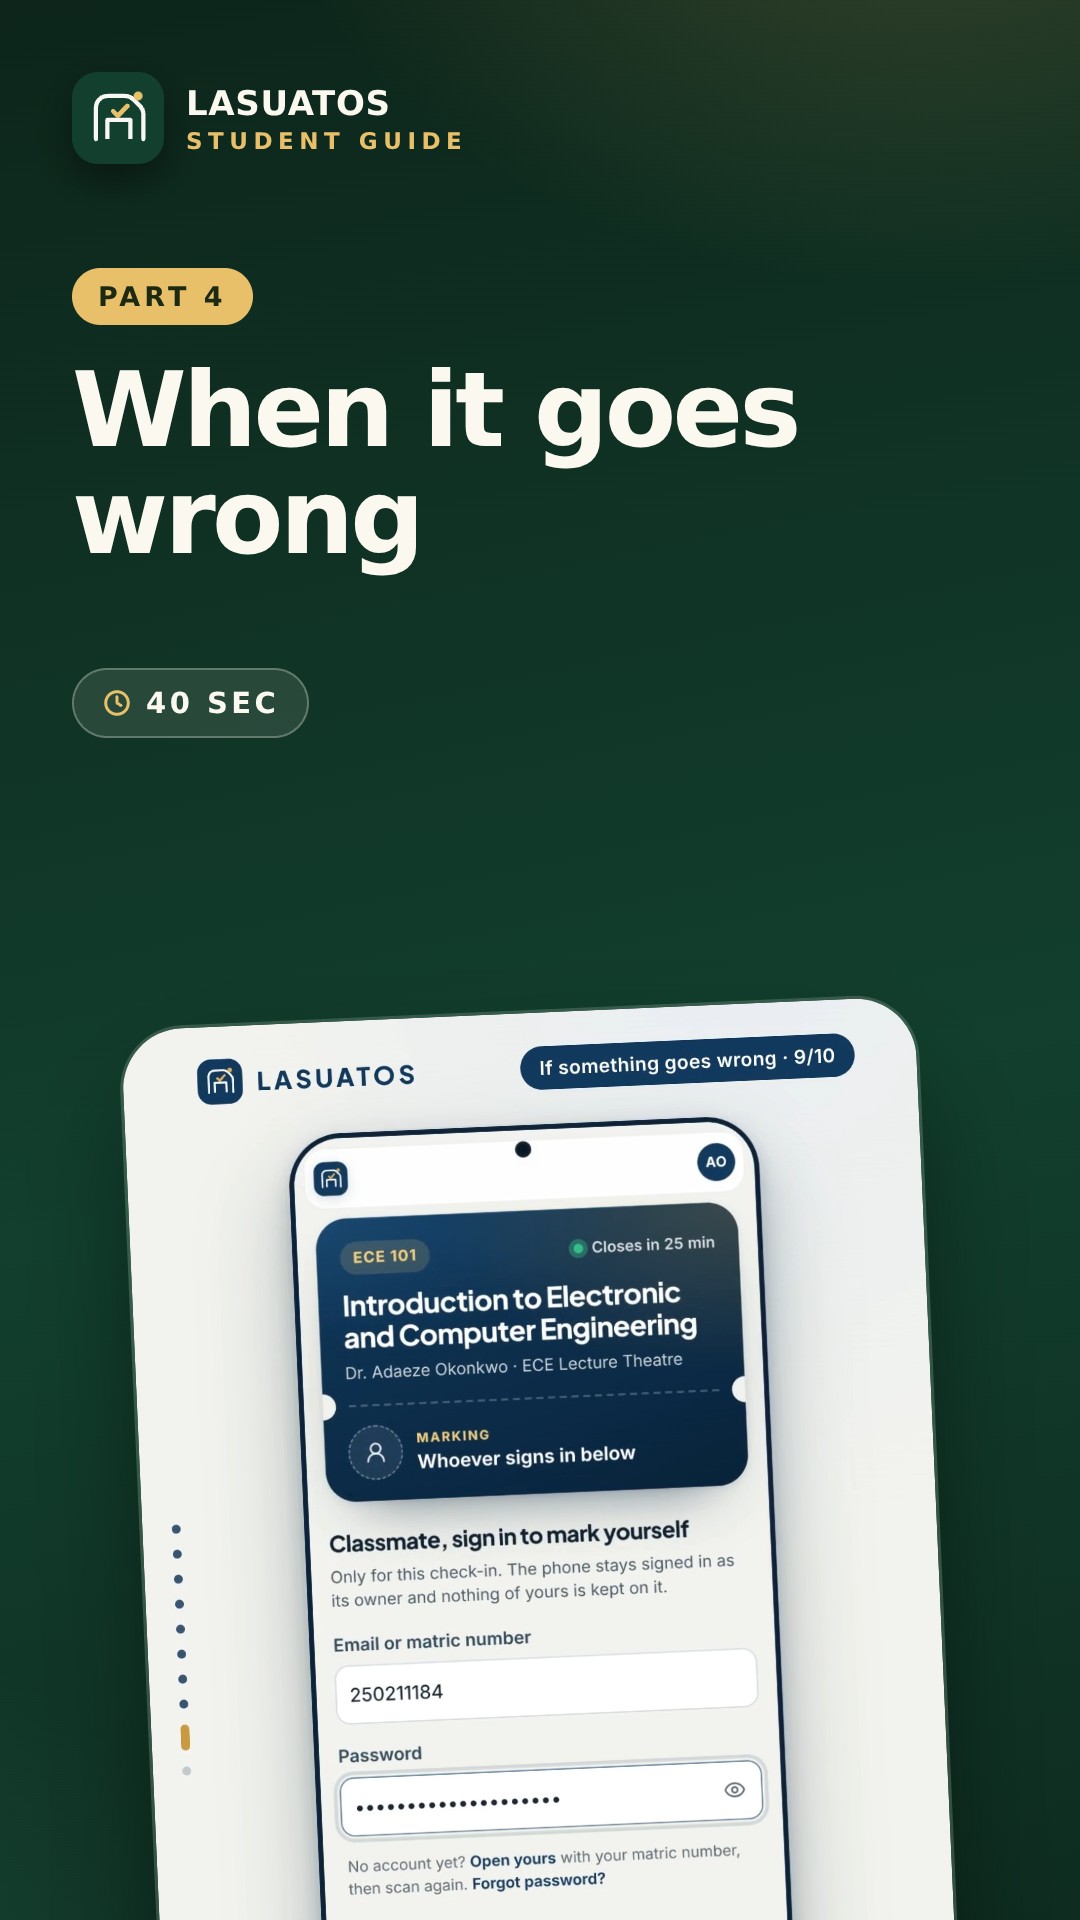 LASUATOS
STUDENT GUIDE
PART 4
When it goes
wrong
40 SEC
LASUATOS
If something goes wrong · 9/10
AO
ECE 101
Closes in 25 min
Introduction to Electronic
and Computer Engineering
Dr. Adaeze Okonkwo · ECE Lecture Theatre
MARKING
Whoever signs in below
Classmate, sign in to mark yourself
Only for this check-in. The phone stays signed in as
its owner and nothing of yours is kept on it.
Email or matric number
250211184
Password
••••••••••••••••••••
No account yet? Open yours with your matric number,
then scan again. Forgot password?